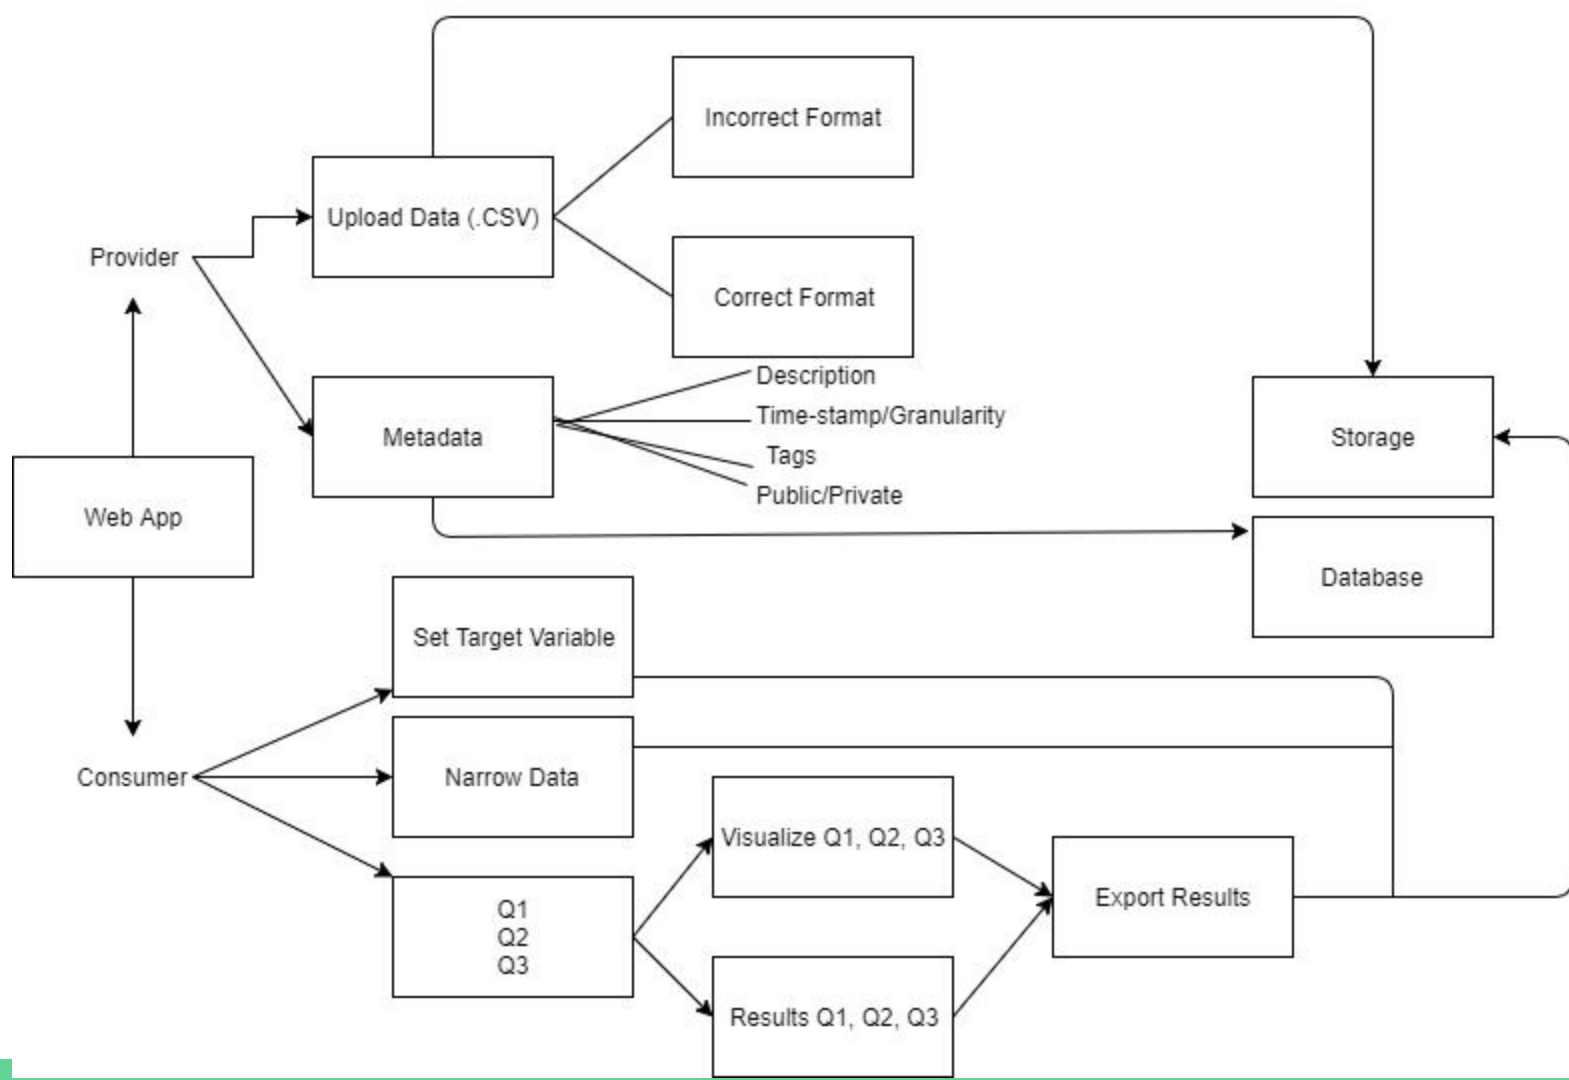 Incorrect Format
Upload Data (.CSV)
Provider
Correct Format
Description
Time-stamp/Granularity
Metadata
Storage
Tags
Public/Private
Web App
Database
Set Target Variable
Consumer
Narrow Data
Visualize Q1, Q2, Q3
Export Results
Q1
Q2
Q3
Results Q1, Q2, Q3